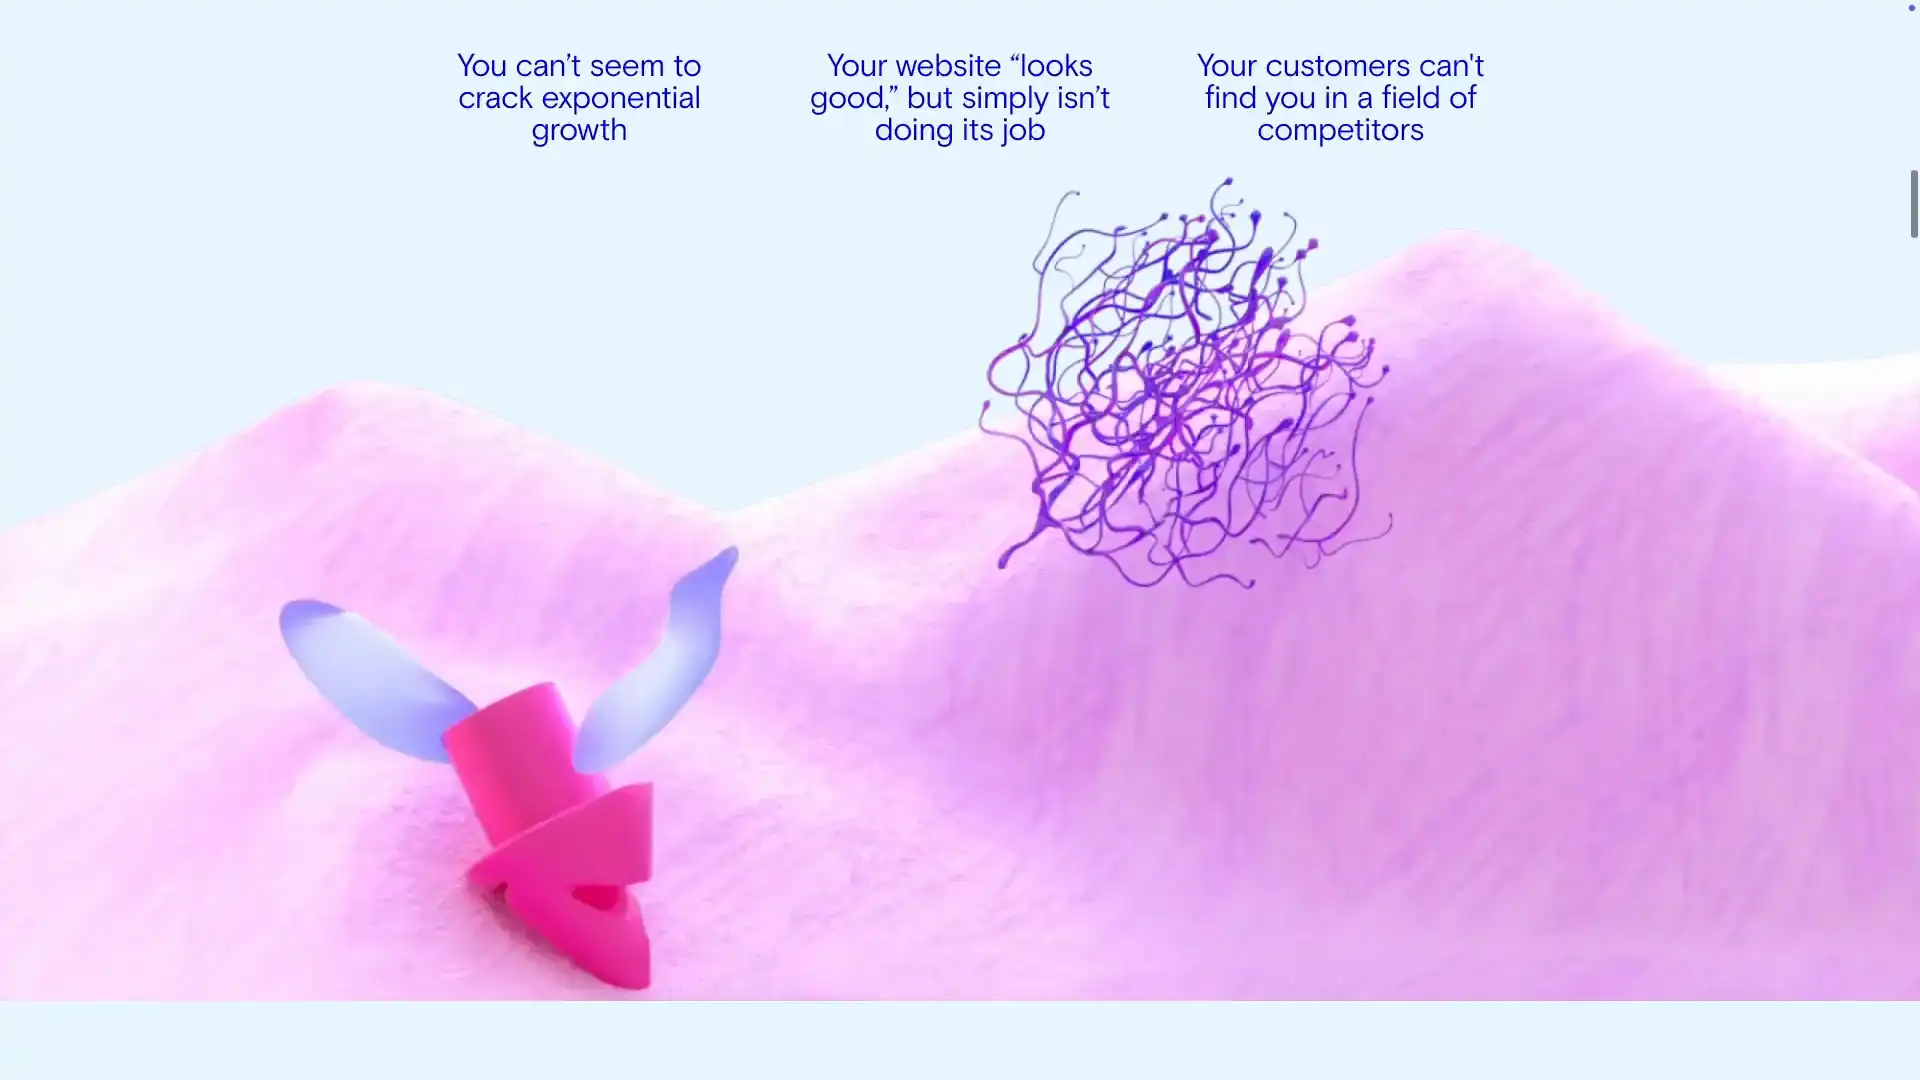 You can’t seem to
crack exponential
growth
Your website “looks
good,” but simply isn’t
doing its job
Your customers can't
find you in a field of
competitors